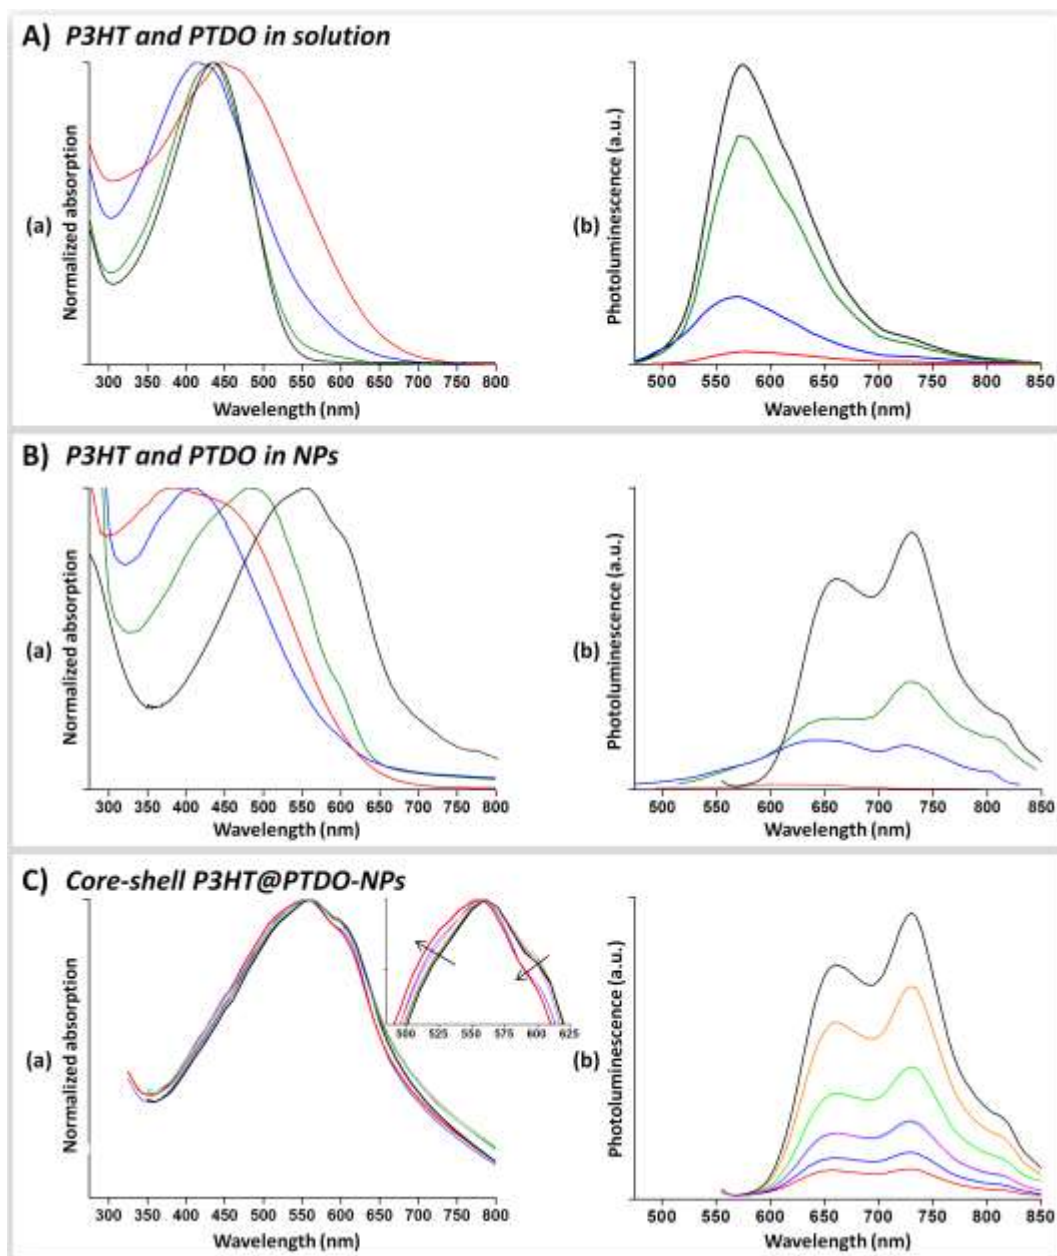 A) P3HT and PTDO in solution
(a)
Normalized absorption
300 350 400 450 500 550 600 650 700 750 800
Wavelength (nm)
(b)
Photoluminescence (a.u.)
500 550 600 650 700 750 800 850
Wavelength (nm)
B) P3HT and PTDO in NPs
(a)
Normalized absorption
300 350 400 450 500 550 600 650 700 750 800
Wavelength (nm)
(b)
Photoluminescence (a.u.)
500 550 600 650 700 750 800 850
Wavelength (nm)
C) Core-shell P3HT@PTDO-NPs
(a)
Normalized absorption
500 525 550 575 600 625
300 350 400 450 500 550 600 650 700 750 800
Wavelength (nm)
(b)
Photoluminescence (a.u.)
500 550 600 650 700 750 800 850
Wavelength (nm)